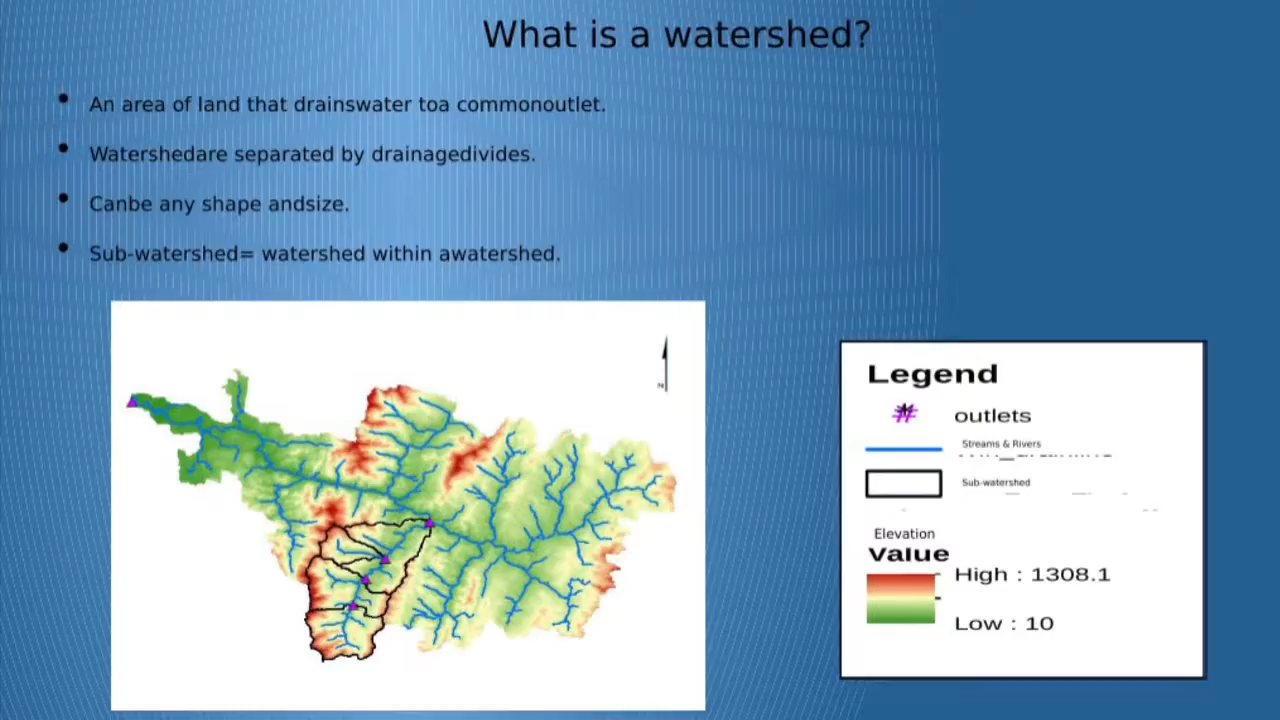 What is a watershed?
• An area of land that drainswater toa commonoutlet.
• Watershedare separated by drainagedivides.
• Canbe any shape andsize.
• Sub-watershed= watershed within awatershed.
Legend
outlets
Streams & Rivers
Sub-watershed
Elevation
Value
High : 1308.1
Low : 10